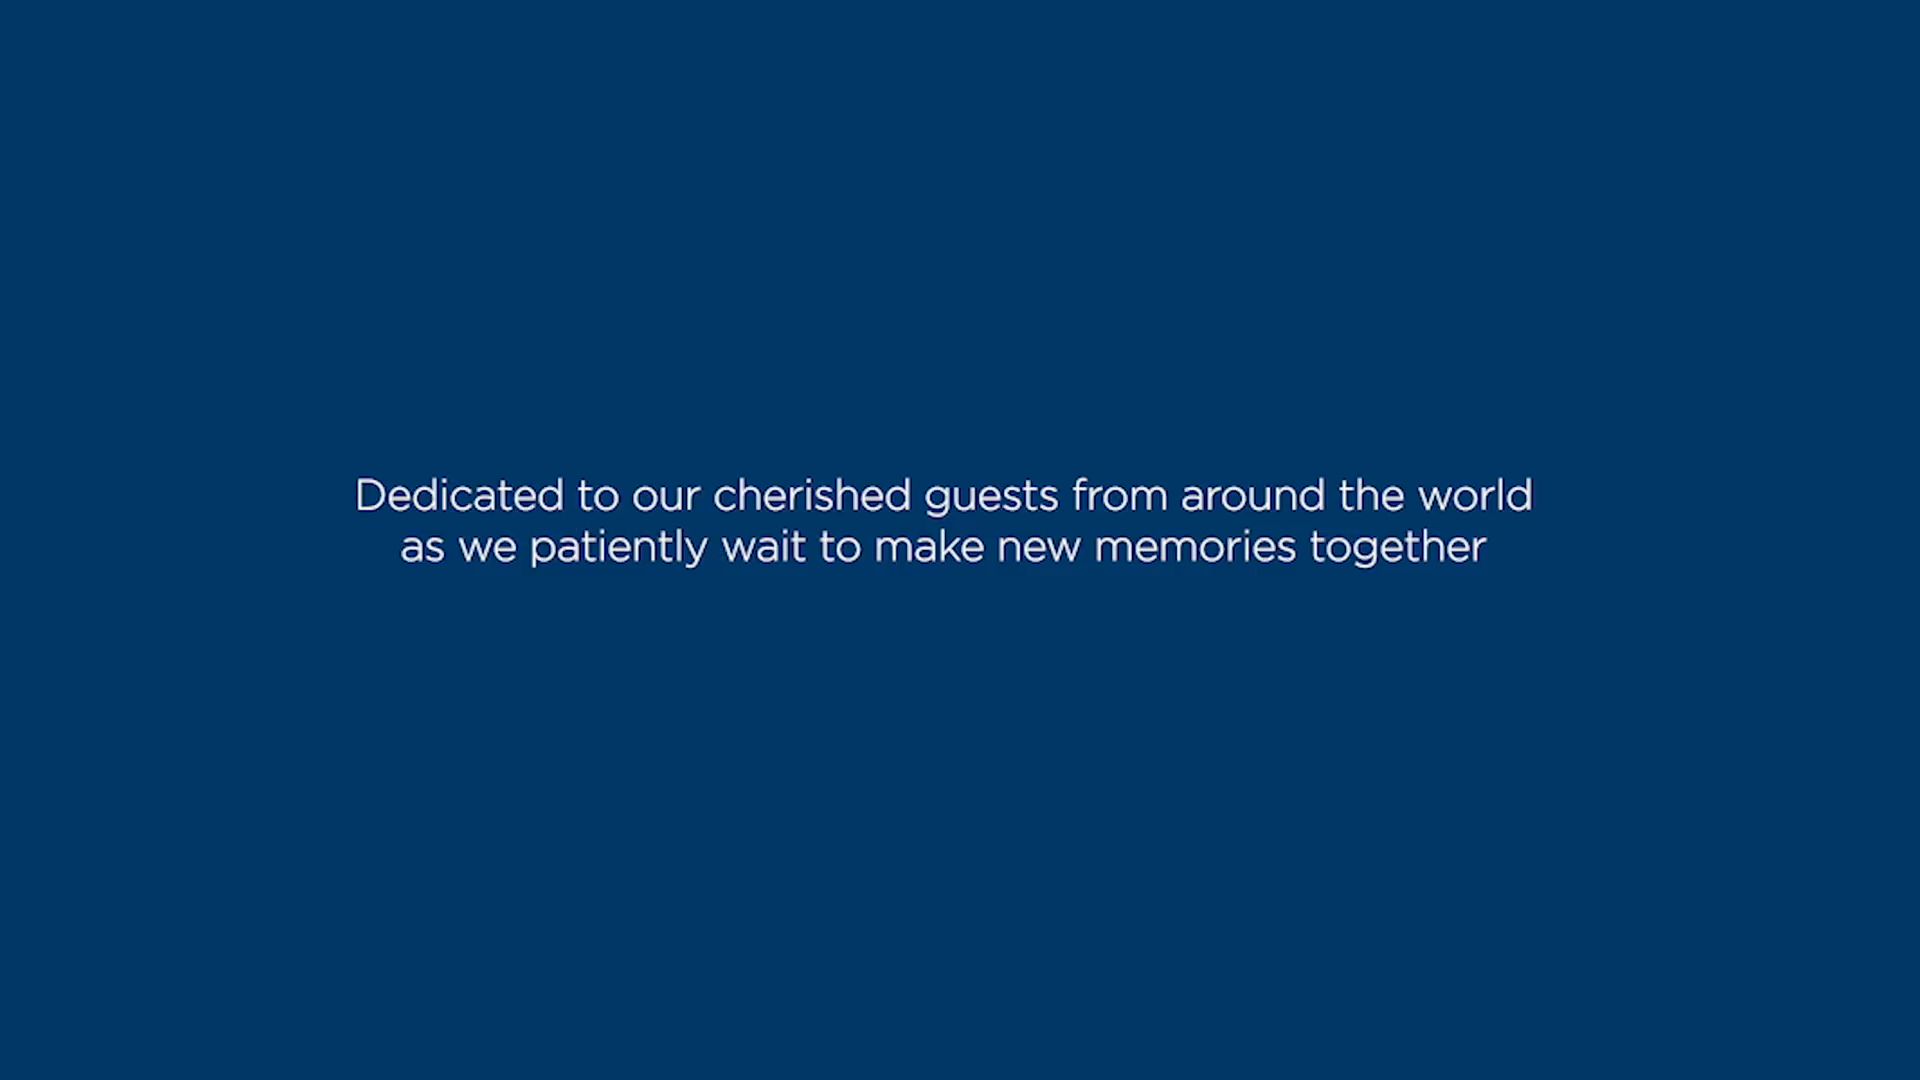 Dedicated to our cherished guests from around the world
as we patiently wait to make new memories together